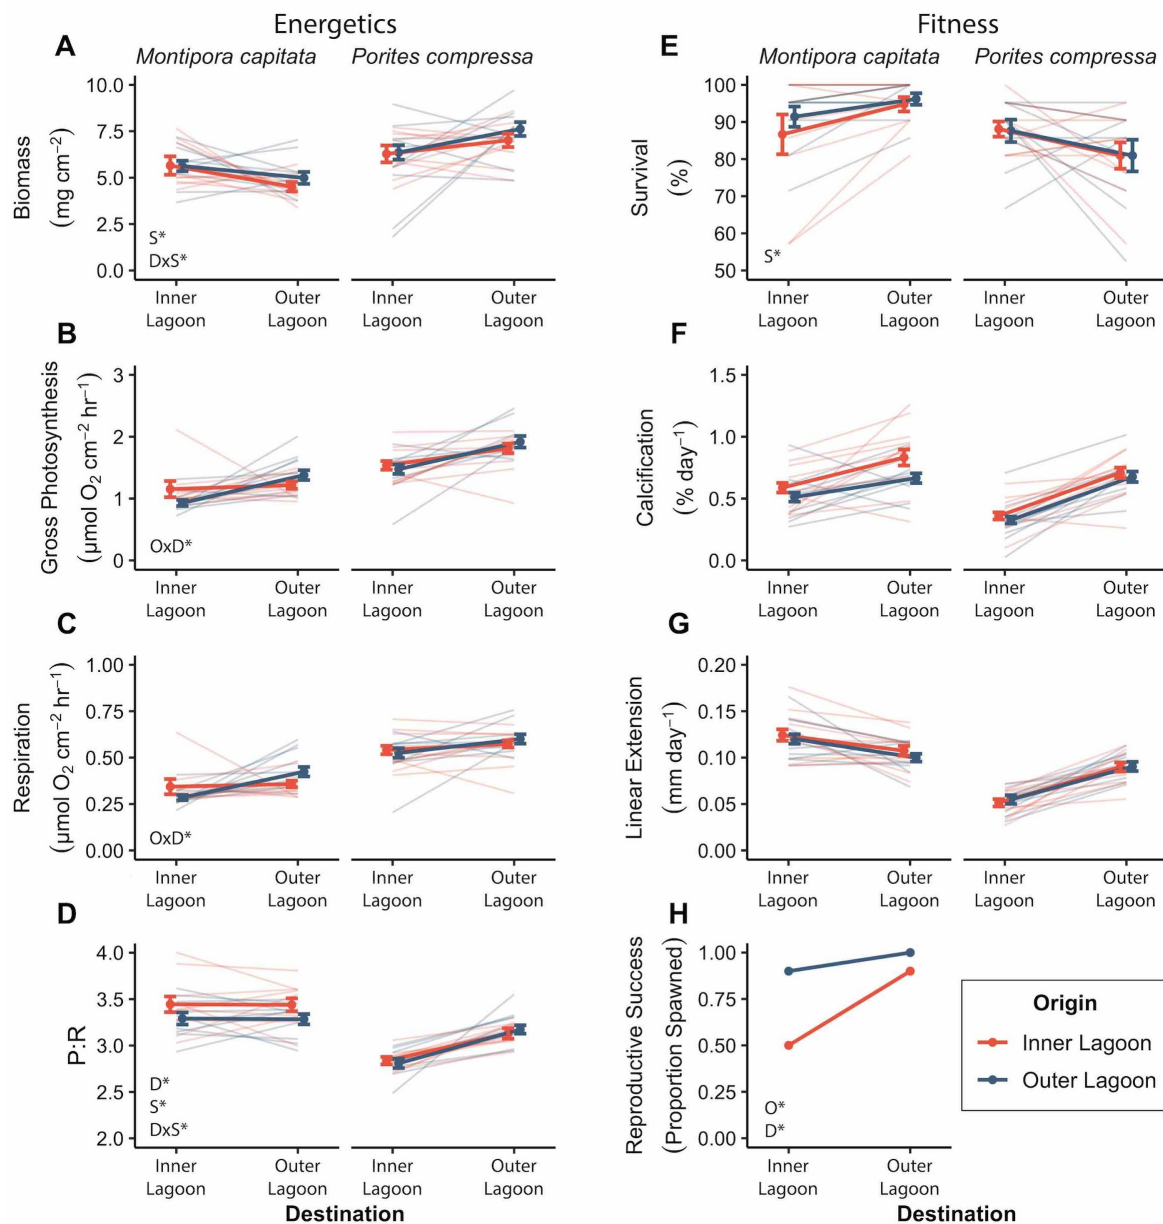 Energetics
Fitness
A
Montipora capitata
Porites compressa
Biomass
(mg cm−2)
10.0
7.5
5.0
2.5
0.0
S*
DxS*
Inner
Lagoon
Outer
Lagoon
Inner
Lagoon
Outer
Lagoon
B
Gross Photosynthesis
(µmol O2 cm−2 hr−1)
3
2
1
0
OxD*
Inner
Lagoon
Outer
Lagoon
Inner
Lagoon
Outer
Lagoon
C
Respiration
(µmol O2 cm−2 hr−1)
1.00
0.75
0.50
0.25
0.00
OxD*
Inner
Lagoon
Outer
Lagoon
Inner
Lagoon
Outer
Lagoon
D
P:R
4.0
3.5
3.0
2.5
2.0
D*
S*
DxS*
Inner
Lagoon
Outer
Lagoon
Inner
Lagoon
Outer
Lagoon
Destination
E
Montipora capitata
Porites compressa
Survival
(%)
100
90
80
70
60
50
S*
Inner
Lagoon
Outer
Lagoon
Inner
Lagoon
Outer
Lagoon
F
Calcification
(% day−1)
1.5
1.0
0.5
0.0
Inner
Lagoon
Outer
Lagoon
Inner
Lagoon
Outer
Lagoon
G
Linear Extension
(mm day−1)
0.20
0.15
0.10
0.05
0.00
Inner
Lagoon
Outer
Lagoon
Inner
Lagoon
Outer
Lagoon
H
Reproductive Success
(Proportion Spawned)
1.00
0.75
0.50
0.25
0.00
O*
D*
Inner
Lagoon
Outer
Lagoon
Destination
Origin
Inner Lagoon
Outer Lagoon